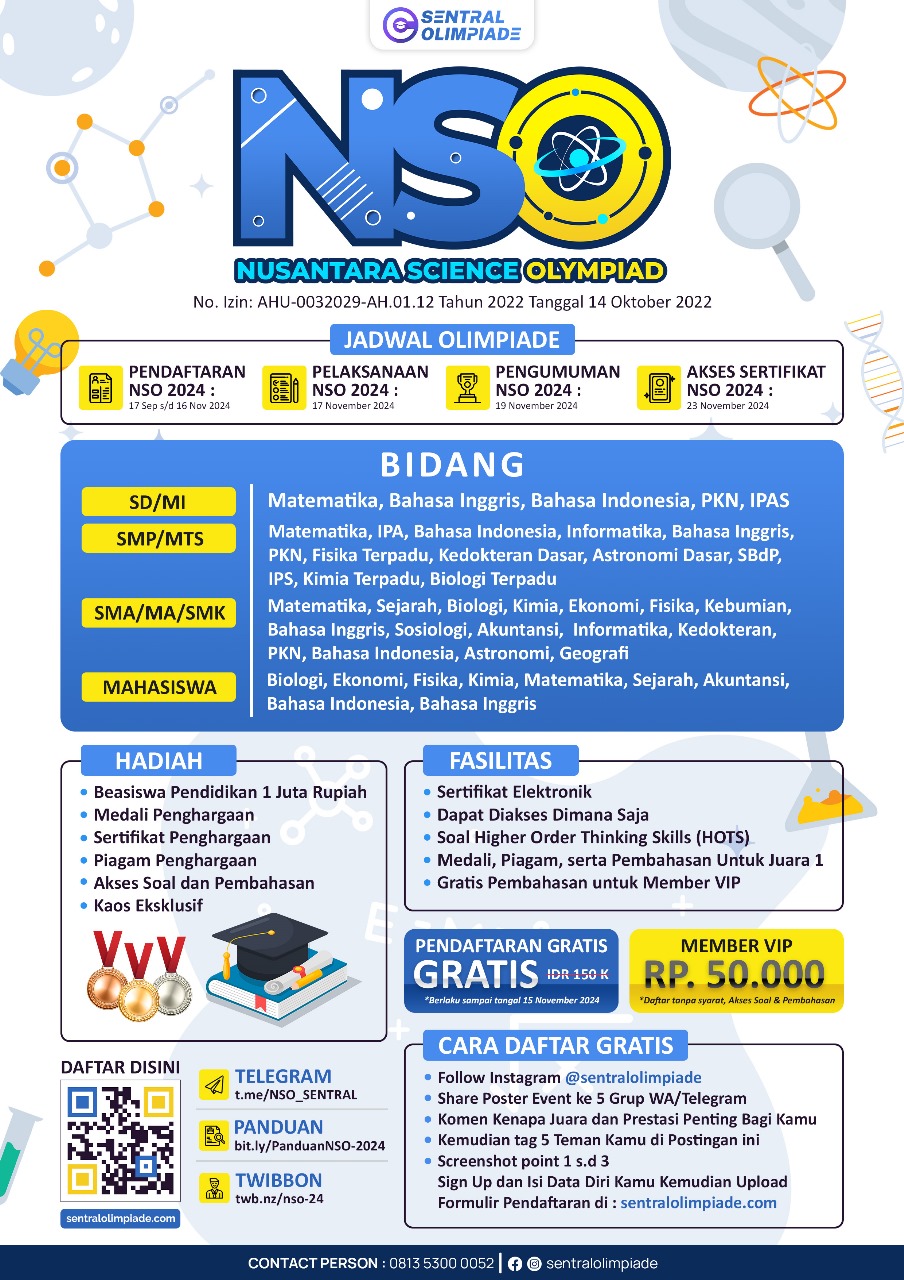 SENTRAL
OLIMPIADE
NSO
NUSANTARA SCIENCE OLYMPIAD
No. Izin: AHU-0032029-AH.01.12 Tahun 2022 Tanggal 14 Oktober 2022
JADWAL OLIMPIADE
PENDAFTARAN
NSO 2024 :
17 Sep s/d 16 Nov 2024
PELAKSANAAN
NSO 2024 :
17 November 2024
PENGUMUMAN
NSO 2024 :
19 November 2024
AKSES SERTIFIKAT
NSO 2024 :
23 November 2024
BIDANG
SD/MI
Matematika, Bahasa Inggris, Bahasa Indonesia, PKN, IPAS
SMP/MTS
Matematika, IPA, Bahasa Indonesia, Informatika, Bahasa Inggris,
PKN, Fisika Terpadu, Kedokteran Dasar, Astronomi Dasar, SBdP,
IPS, Kimia Terpadu, Biologi Terpadu
SMA/MA/SMK
Matematika, Sejarah, Biologi, Kimia, Ekonomi, Fisika, Kebumian,
Bahasa Inggris, Sosiologi, Akuntansi, Informatika, Kedokteran,
PKN, Bahasa Indonesia, Astronomi, Geografi
MAHASISWA
Biologi, Ekonomi, Fisika, Kimia, Matematika, Sejarah, Akuntansi,
Bahasa Indonesia, Bahasa Inggris
HADIAH
• Beasiswa Pendidikan 1 Juta Rupiah
• Medali Penghargaan
• Sertifikat Penghargaan
• Piagam Penghargaan
• Akses Soal dan Pembahasan
• Kaos Eksklusif
FASILITAS
• Sertifikat Elektronik
• Dapat Diakses Dimana Saja
• Soal Higher Order Thinking Skills (HOTS)
• Medali, Piagam, serta Pembahasan Untuk Juara 1
• Gratis Pembahasan untuk Member VIP
PENDAFTARAN GRATIS
GRATIS IDR 150 K
*Berlaku sampai tangal 15 November 2024
MEMBER VIP
RP. 50.000
*Daftar tanpa syarat, Akses Soal & Pembahasan
DAFTAR DISINI
sentralolimpiade.com
TELEGRAM
t.me/NSO_SENTRAL
PANDUAN
bit.ly/PanduanNSO-2024
TWIBBON
twb.nz/nso-24
CARA DAFTAR GRATIS
• Follow Instagram @sentralolimpiade
• Share Poster Event ke 5 Grup WA/Telegram
• Komen Kenapa Juara dan Prestasi Penting Bagi Kamu
• Kemudian tag 5 Teman Kamu di Postingan ini
• Screenshot point 1 s.d 3
Sign Up dan Isi Data Diri Kamu Kemudian Upload
Formulir Pendaftaran di : sentralolimpiade.com
CONTACT PERSON : 0813 5300 0052 | sentralolimpiade